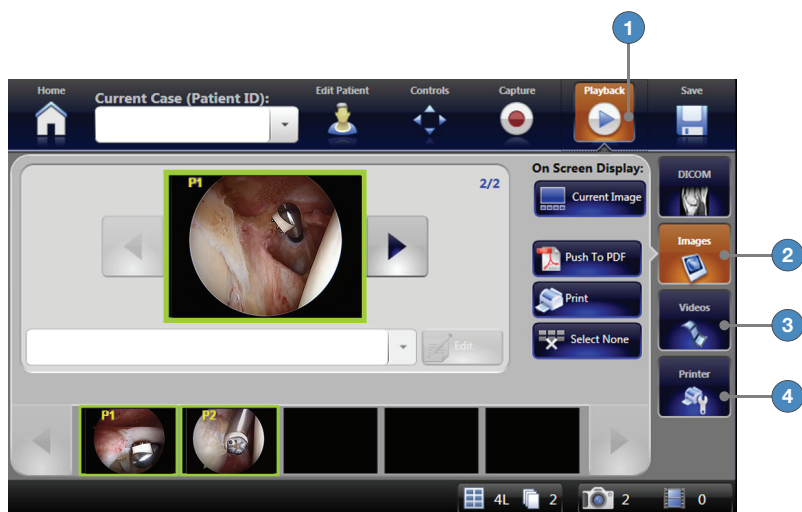 1
Home
Current Case (Patient ID):
Edit Patient
Controls
Capture
Playback
Save
P1
2/2
On Screen Display:
Current Image
Push To PDF
Print
Select None
Edit
DICOM
Images
2
Videos
3
Printer
4
P1
P2
4L
2
2
0